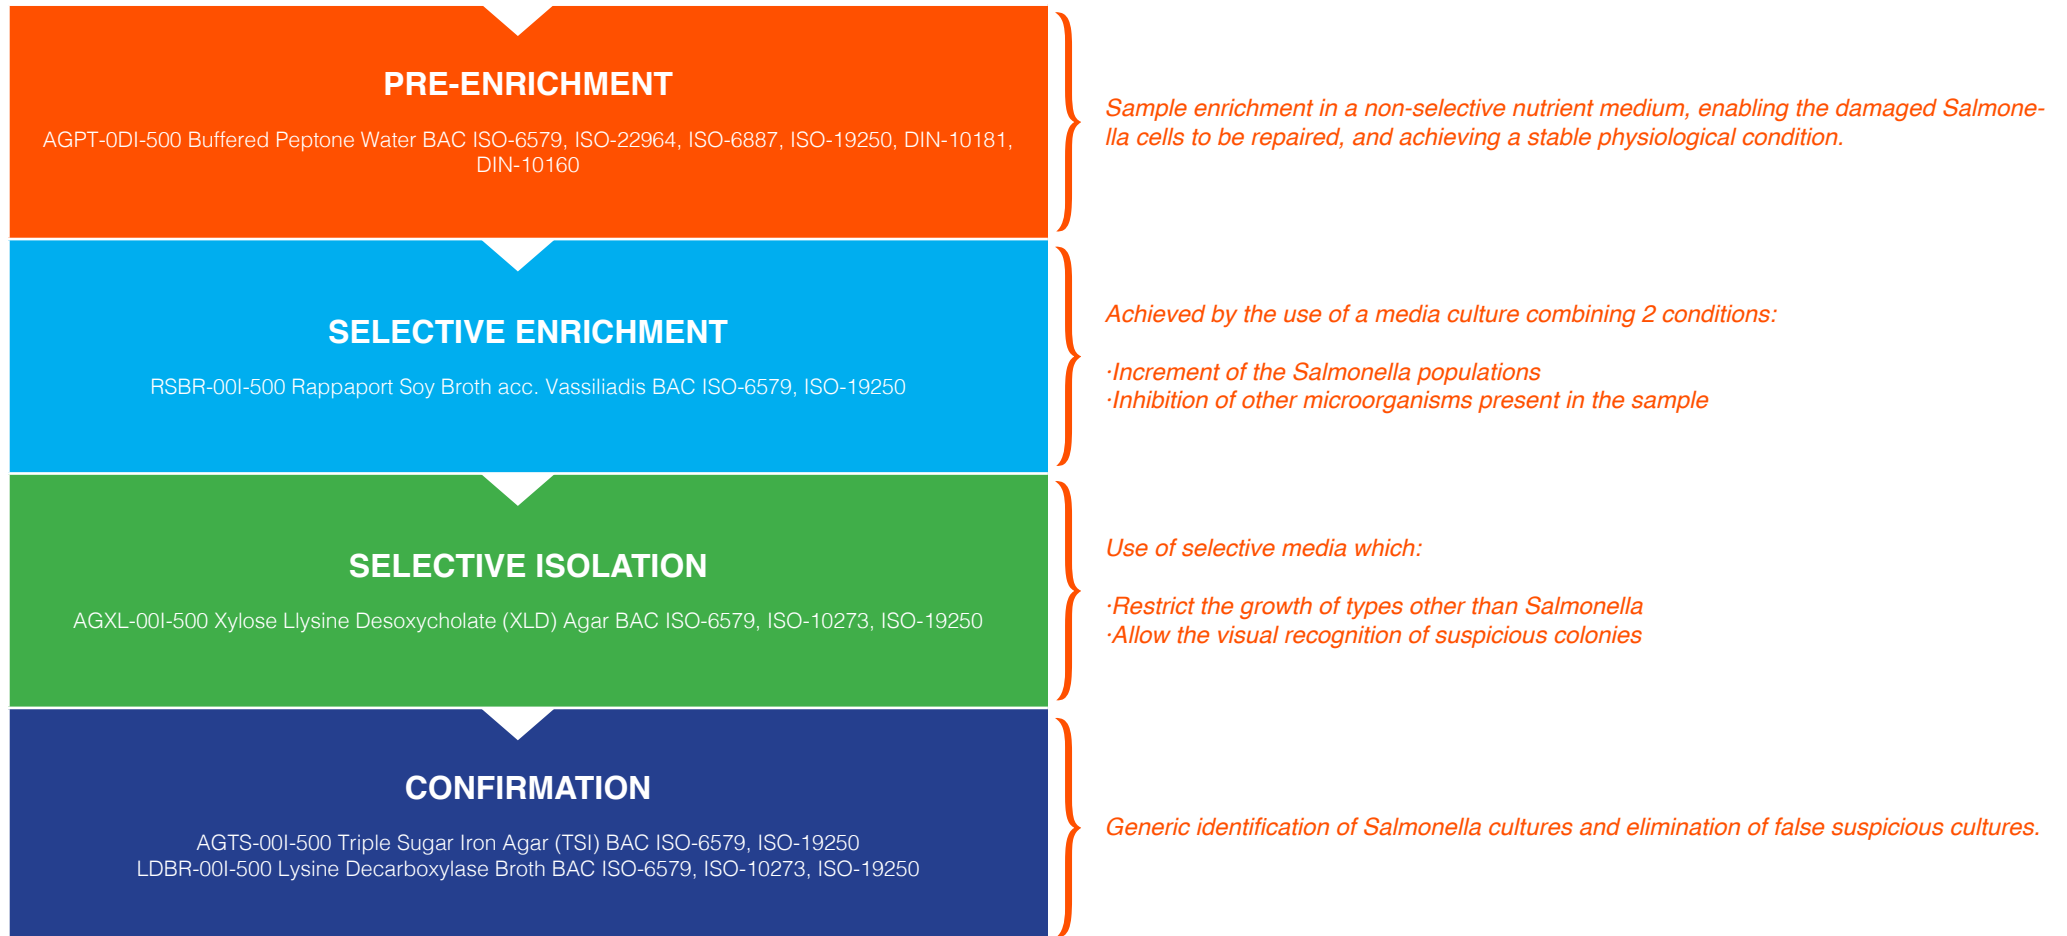 PRE-ENRICHMENT
AGPT-0DI-500 Buffered Peptone Water BAC ISO-6579, ISO-22964, ISO-6887, ISO-19250, DIN-10181,
DIN-10160
Sample enrichment in a non-selective nutrient medium, enabling the damaged Salmone-
lla cells to be repaired, and achieving a stable physiological condition.
SELECTIVE ENRICHMENT
RSBR-00I-500 Rappaport Soy Broth acc. Vassiliadis BAC ISO-6579, ISO-19250
Achieved by the use of a media culture combining 2 conditions:
·Increment of the Salmonella populations
·Inhibition of other microorganisms present in the sample
SELECTIVE ISOLATION
AGXL-00I-500 Xylose Llysine Desoxycholate (XLD) Agar BAC ISO-6579, ISO-10273, ISO-19250
Use of selective media which:
·Restrict the growth of types other than Salmonella
·Allow the visual recognition of suspicious colonies
CONFIRMATION
AGTS-00I-500 Triple Sugar Iron Agar (TSI) BAC ISO-6579, ISO-19250
LDBR-00I-500 Lysine Decarboxylase Broth BAC ISO-6579, ISO-10273, ISO-19250
Generic identification of Salmonella cultures and elimination of false suspicious cultures.